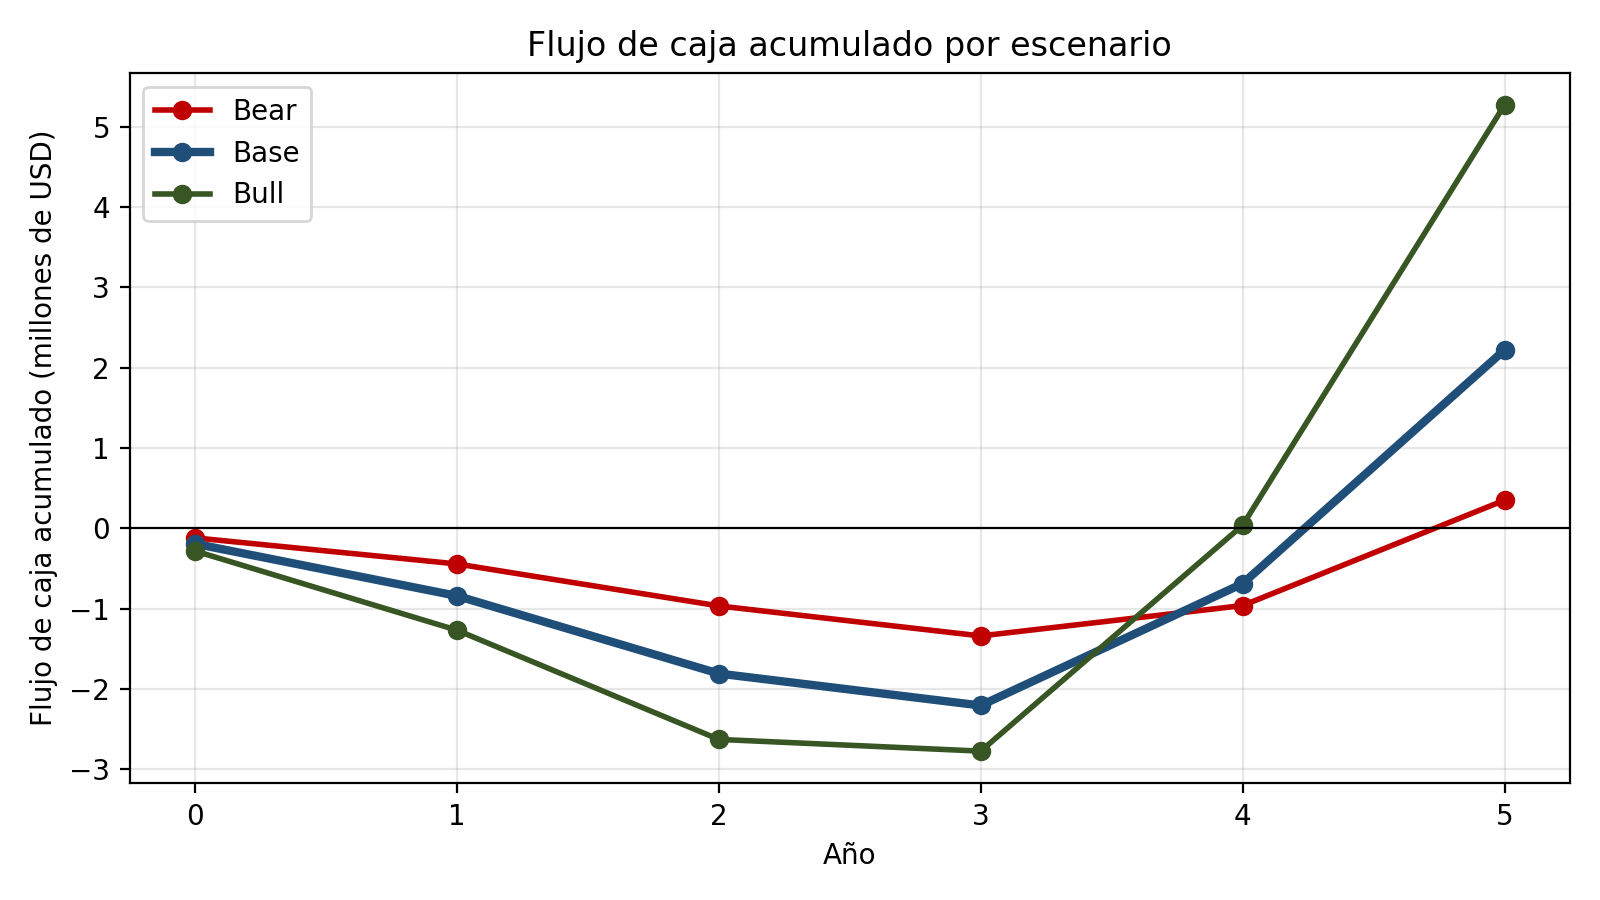 Flujo de caja acumulado por escenario
Bear
Base
Bull
Flujo de caja acumulado (millones de USD)
5
4
3
2
1
0
−1
−2
−3
0 1 2 3 4 5
Año